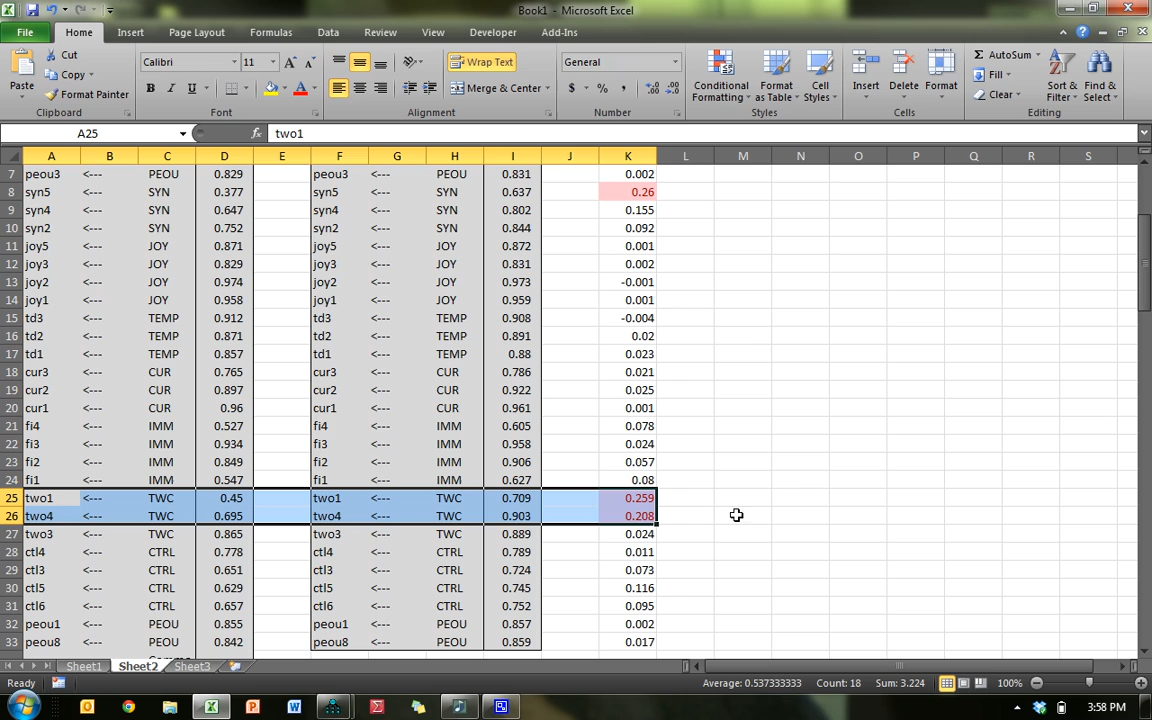 Book1 - Microsoft Excel
File Home Insert Page Layout Formulas Data Review View Developer Add-Ins
Paste Cut Copy Format Painter Clipboard
Calibri 11 B I U Font
Wrap Text Merge & Center Alignment
General $ % , Number
Conditional Formatting Format as Table Cell Styles Styles
Insert Delete Format Cells
AutoSum Fill Clear Sort & Filter Find & Select Editing
A25 fx two1
A B C D E F G H I J K L M N O P Q R S
7 peou3 <--- PEOU 0.829 peou3 <--- PEOU 0.831 0.002
8 syn5 <--- SYN 0.377 syn5 <--- SYN 0.637 0.26
9 syn4 <--- SYN 0.647 syn4 <--- SYN 0.802 0.155
10 syn2 <--- SYN 0.752 syn2 <--- SYN 0.844 0.092
11 joy5 <--- JOY 0.871 joy5 <--- JOY 0.872 0.001
12 joy3 <--- JOY 0.829 joy3 <--- JOY 0.831 0.002
13 joy2 <--- JOY 0.974 joy2 <--- JOY 0.973 -0.001
14 joy1 <--- JOY 0.958 joy1 <--- JOY 0.959 0.001
15 td3 <--- TEMP 0.912 td3 <--- TEMP 0.908 -0.004
16 td2 <--- TEMP 0.871 td2 <--- TEMP 0.891 0.02
17 td1 <--- TEMP 0.857 td1 <--- TEMP 0.88 0.023
18 cur3 <--- CUR 0.765 cur3 <--- CUR 0.786 0.021
19 cur2 <--- CUR 0.897 cur2 <--- CUR 0.922 0.025
20 cur1 <--- CUR 0.96 cur1 <--- CUR 0.961 0.001
21 fi4 <--- IMM 0.527 fi4 <--- IMM 0.605 0.078
22 fi3 <--- IMM 0.934 fi3 <--- IMM 0.958 0.024
23 fi2 <--- IMM 0.849 fi2 <--- IMM 0.906 0.057
24 fi1 <--- IMM 0.547 fi1 <--- IMM 0.627 0.08
25 two1 <--- TWC 0.45 two1 <--- TWC 0.709 0.259
26 two4 <--- TWC 0.695 two4 <--- TWC 0.903 0.208
27 two3 <--- TWC 0.865 two3 <--- TWC 0.889 0.024
28 ctl4 <--- CTRL 0.778 ctl4 <--- CTRL 0.789 0.011
29 ctl3 <--- CTRL 0.651 ctl3 <--- CTRL 0.724 0.073
30 ctl5 <--- CTRL 0.629 ctl5 <--- CTRL 0.745 0.116
31 ctl6 <--- CTRL 0.657 ctl6 <--- CTRL 0.752 0.095
32 peou1 <--- PEOU 0.855 peou1 <--- PEOU 0.857 0.002
33 peou8 <--- PEOU 0.842 peou8 <--- PEOU 0.859 0.017
Sheet1 Sheet2 Sheet3
Ready Average: 0.537333333 Count: 18 Sum: 3.224 100%
3:58 PM